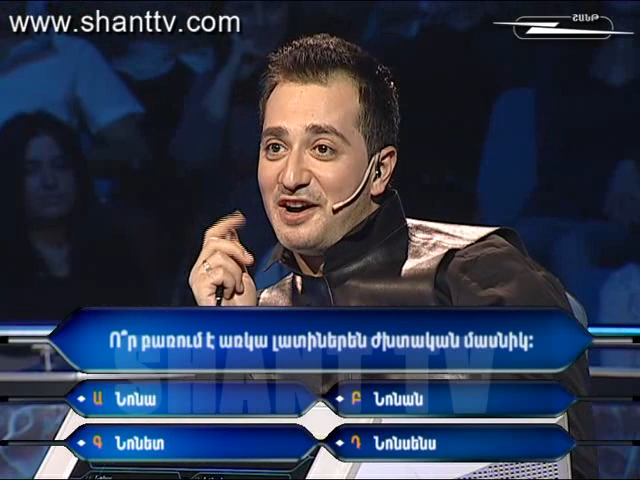 www.shanttv.com
ՇԱՆԹ
Ո՞ր բառում է առկա լատիներեն ժխտական մասնիկ:
SHANT TV
Ա Նոնա
Բ Նոնան
Գ Նոնետ
Դ Նոնսենս